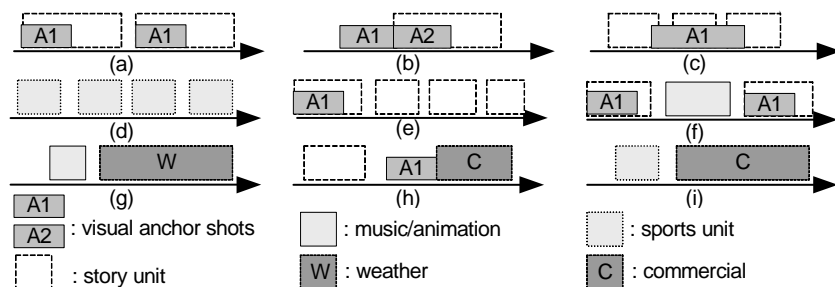 A1 A1
(a)
A1 A2
(b)
A1
(c)
(d)
A1
(e)
A1 A1
(f)
W
(g)
A1 C
(h)
C
(i)
A1
A2 : visual anchor shots
: story unit
: music/animation
W : weather
: sports unit
C : commercial